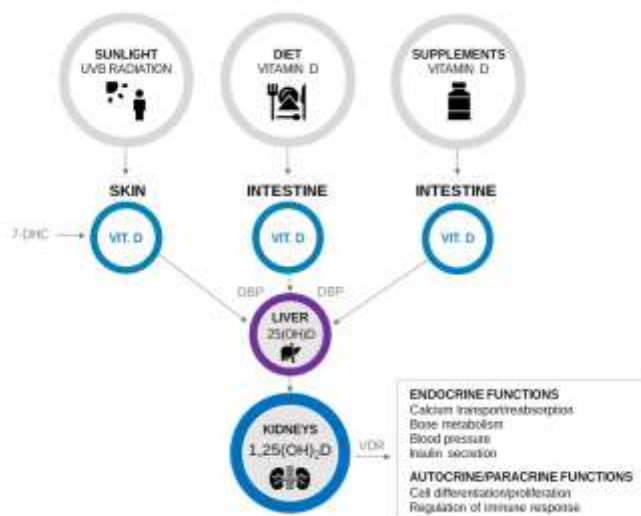 SUNLIGHT
UVB RADIATION
DIET
VITAMIN D
SUPPLEMENTS
VITAMIN D
SKIN
INTESTINE
INTESTINE
7-DHC
VIT. D
VIT. D
VIT. D
DBP
DBP
LIVER
25(OH)D
KIDNEYS
1,25(OH)₂D
VDR
ENDOCRINE FUNCTIONS
Calcium transport/reabsorption
Bone metabolism
Blood pressure
Insulin secretion
AUTOCRINE/PARACRINE FUNCTIONS
Cell differentiation/proliferation
Regulation of immune response